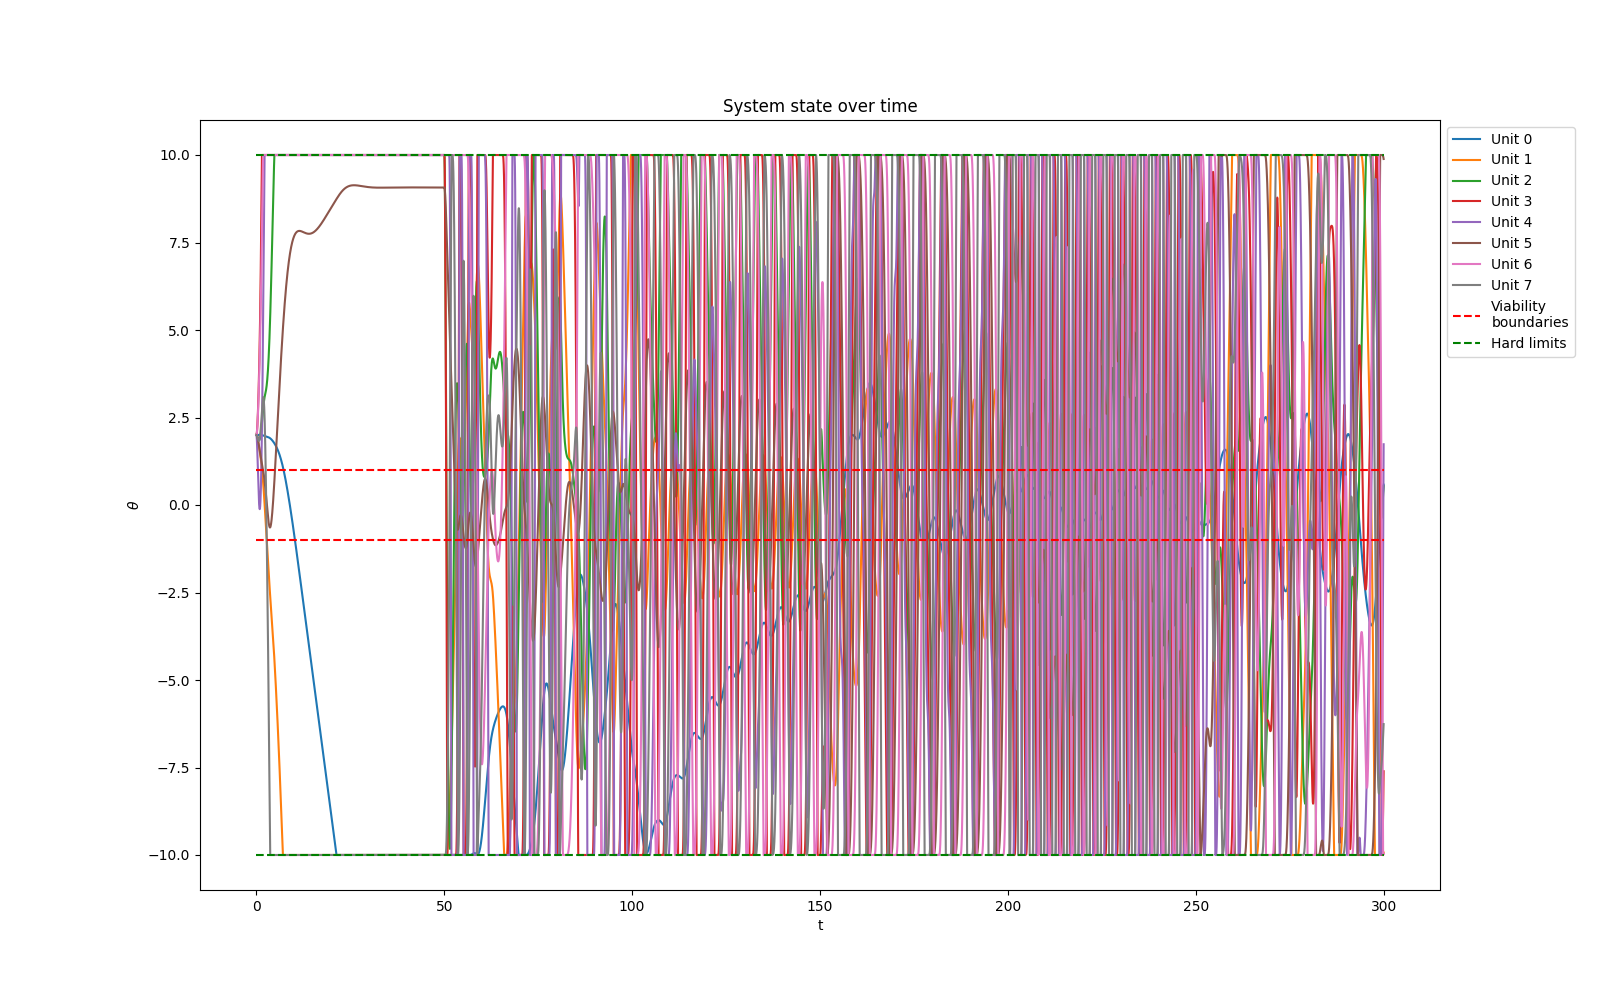 System state over time
10.0
7.5
5.0
2.5
0.0
−2.5
−5.0
−7.5
−10.0
θ
0
50
100
150
200
250
300
t
Unit 0
Unit 1
Unit 2
Unit 3
Unit 4
Unit 5
Unit 6
Unit 7
Viability
boundaries
Hard limits